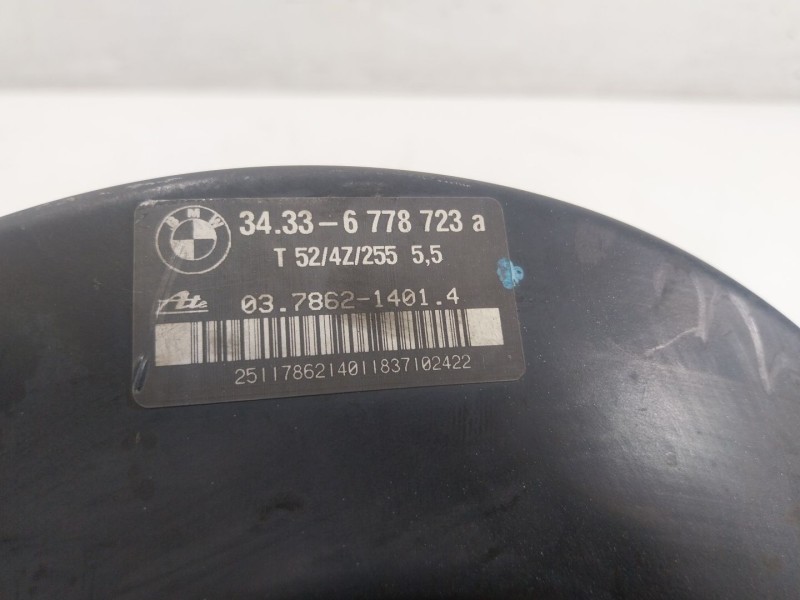 BMW
34.33-6 778 723 a
T 52/4Z/255 5,5
Ate
03.7862-1401.4
2511786214011837102422